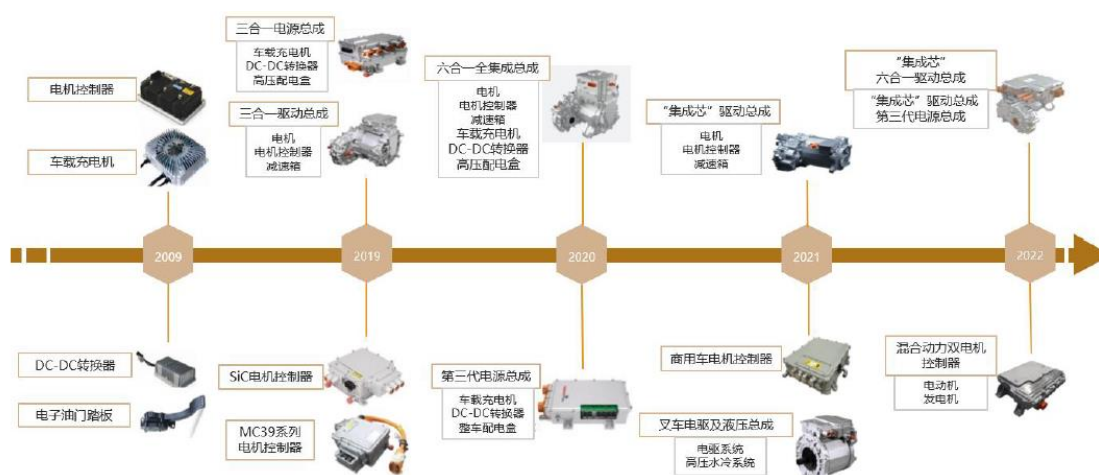 电机控制器
车载充电机
三合一电源总成
车载充电机
DC-DC转换器
高压配电盒
三合一驱动总成
电机
电机控制器
减速箱
六合一全集成总成
电机
电机控制器
减速箱
车载充电机
DC-DC转换器
高压配电盒
“集成芯”驱动总成
电机
电机控制器
减速箱
“集成芯”
六合一驱动总成
“集成芯”驱动总成
第三代电源总成
2009
2019
2020
2021
2022
DC-DC转换器
电子油门踏板
SiC电机控制器
MC39系列
电机控制器
第三代电源总成
车载充电机
DC-DC转换器
整车配电盒
商用车电机控制器
叉车电驱及液压总成
电驱系统
高压水冷系统
混合动力双电机
控制器
电动机
发电机